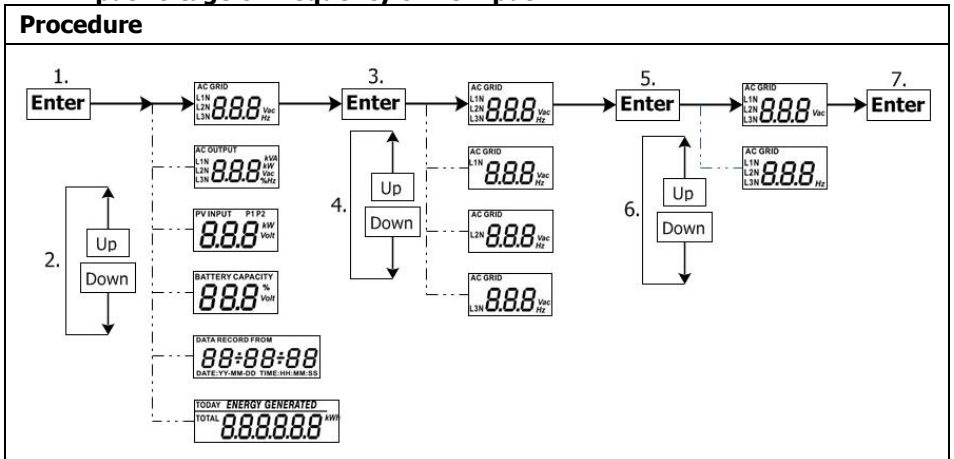 Procedure
1.
Enter
AC GRID
L1N
L2N
L3N
8.8.8
Vac
Hz
3.
Enter
AC GRID
L1N
L2N
L3N
8.8.8
Vac
Hz
5.
Enter
AC GRID
L1N
L2N
L3N
8.8.8
Vac
7.
Enter
AC OUTPUT
L1N
L2N
L3N
8.8.8
kVA
kW
Vac
%Hz
AC GRID
L1N
8.8.8
Vac
Hz
AC GRID
L1N
L2N
L3N
8.8.8
Hz
2.
Up
Down
4.
Up
Down
6.
Up
Down
PV INPUT P1 P2
8.8.8
kW
Volt
AC GRID
L2N
8.8.8
Vac
Hz
BATTERY CAPACITY
88.8
%
Volt
AC GRID
L3N
8.8.8
Vac
Hz
DATA RECORD FROM
88:88:88
DATE:YY-MM-DD TIME:HH:MM:SS
TODAY ENERGY GENERATED
TOTAL
8.8.8.8.8.8
kWh